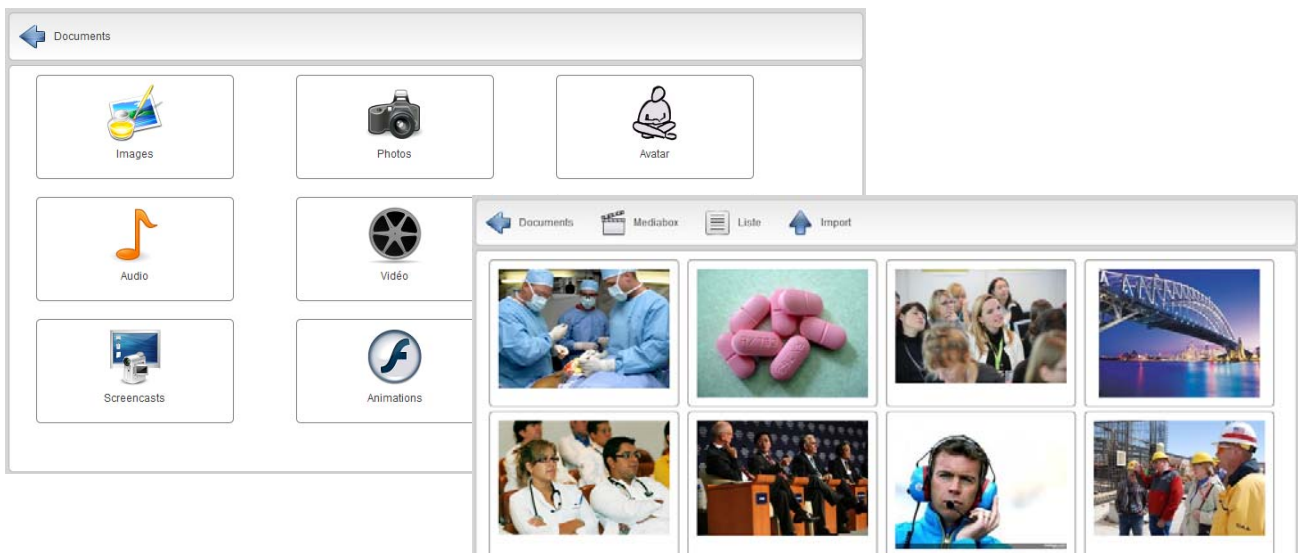 Documents
Images
Photos
Avatar
Audio
Vidéo
Screencasts
Animations
Documents
Mediabox
Liste
Import